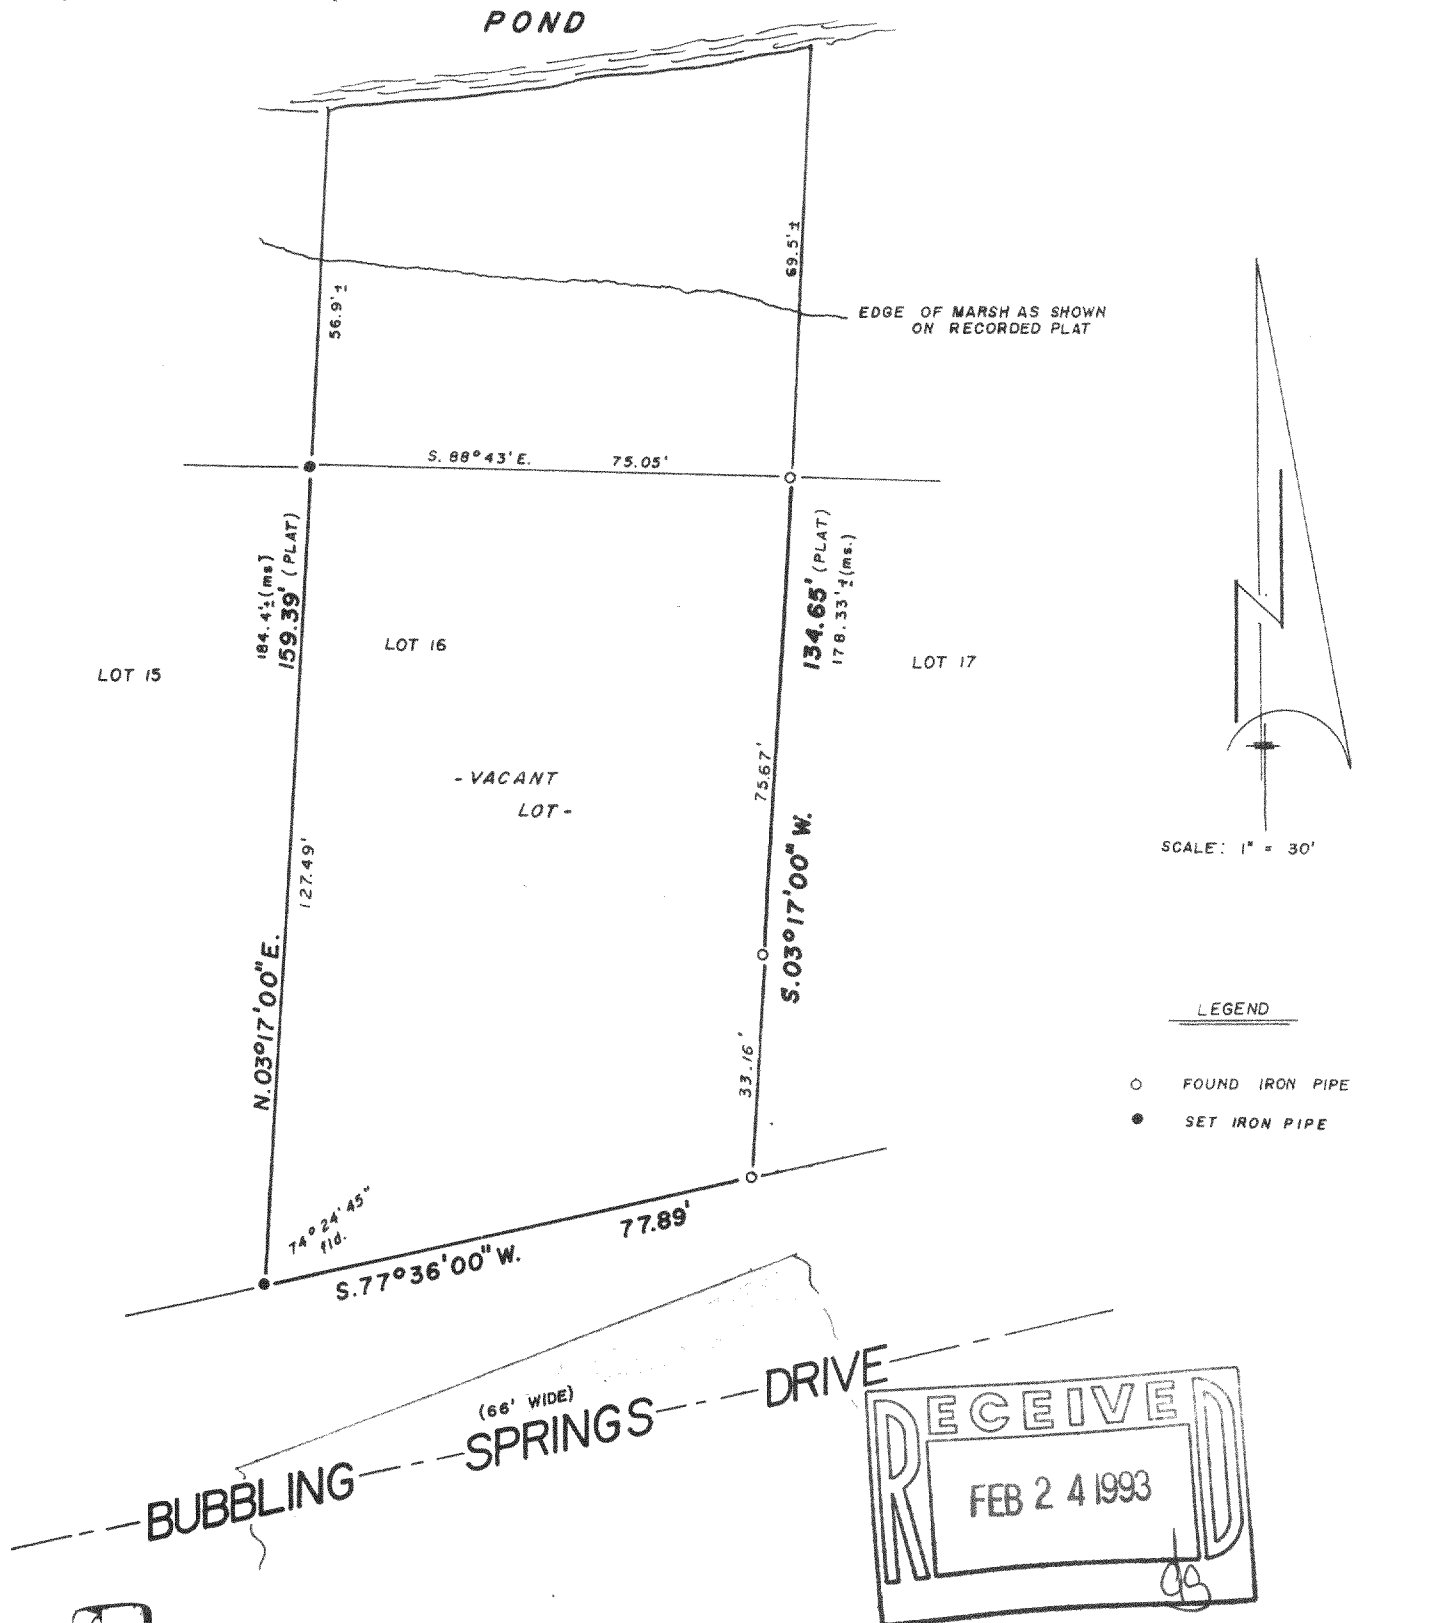 POND
69.5'±
56.9'±
EDGE OF MARSH AS SHOWN
ON RECORDED PLAT
S. 88°43'E. 75.05'
184.4'±(ms)
159.39' (PLAT)
134.65' (PLAT)
178.33'±(ms.)
LOT 15
LOT 16
LOT 17
- VACANT
LOT -
75.67'
127.49'
S.03°17'00" W.
N.03°17'00" E.
33.16'
SCALE: 1" = 30'
LEGEND
FOUND IRON PIPE
SET IRON PIPE
74° 24' 45"
fld.
77.89'
S.77°36'00" W.
(66' WIDE)
BUBBLING SPRINGS DRIVE
RECEIVED
FEB 24 1993